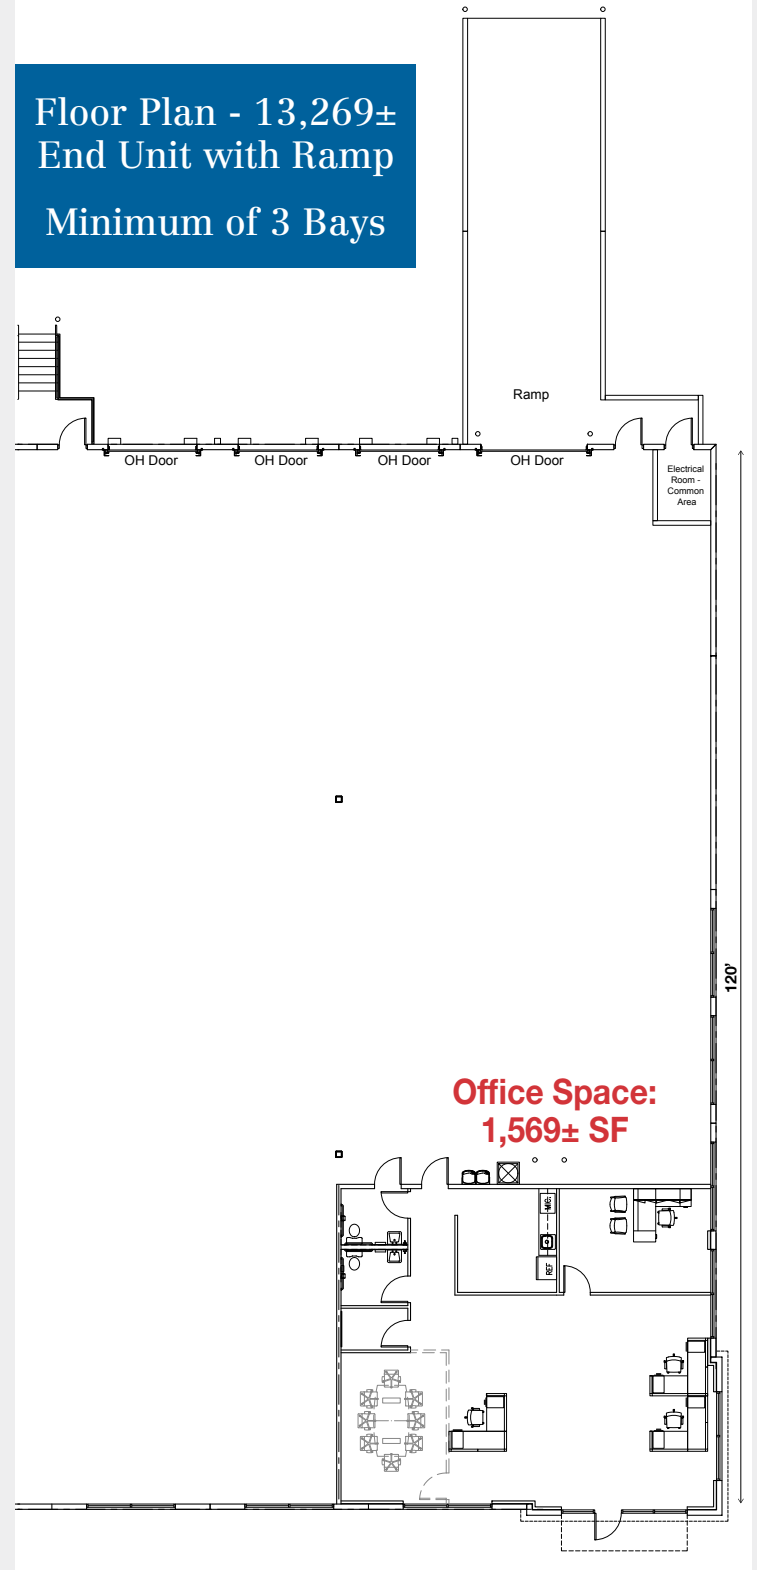 Floor Plan - 13,269±
End Unit with Ramp
Minimum of 3 Bays
Ramp
OH Door
OH Door
OH Door
OH Door
Electrical
Room -
Common
Area
120'
Office Space:
1,569± SF
MIC.
REF